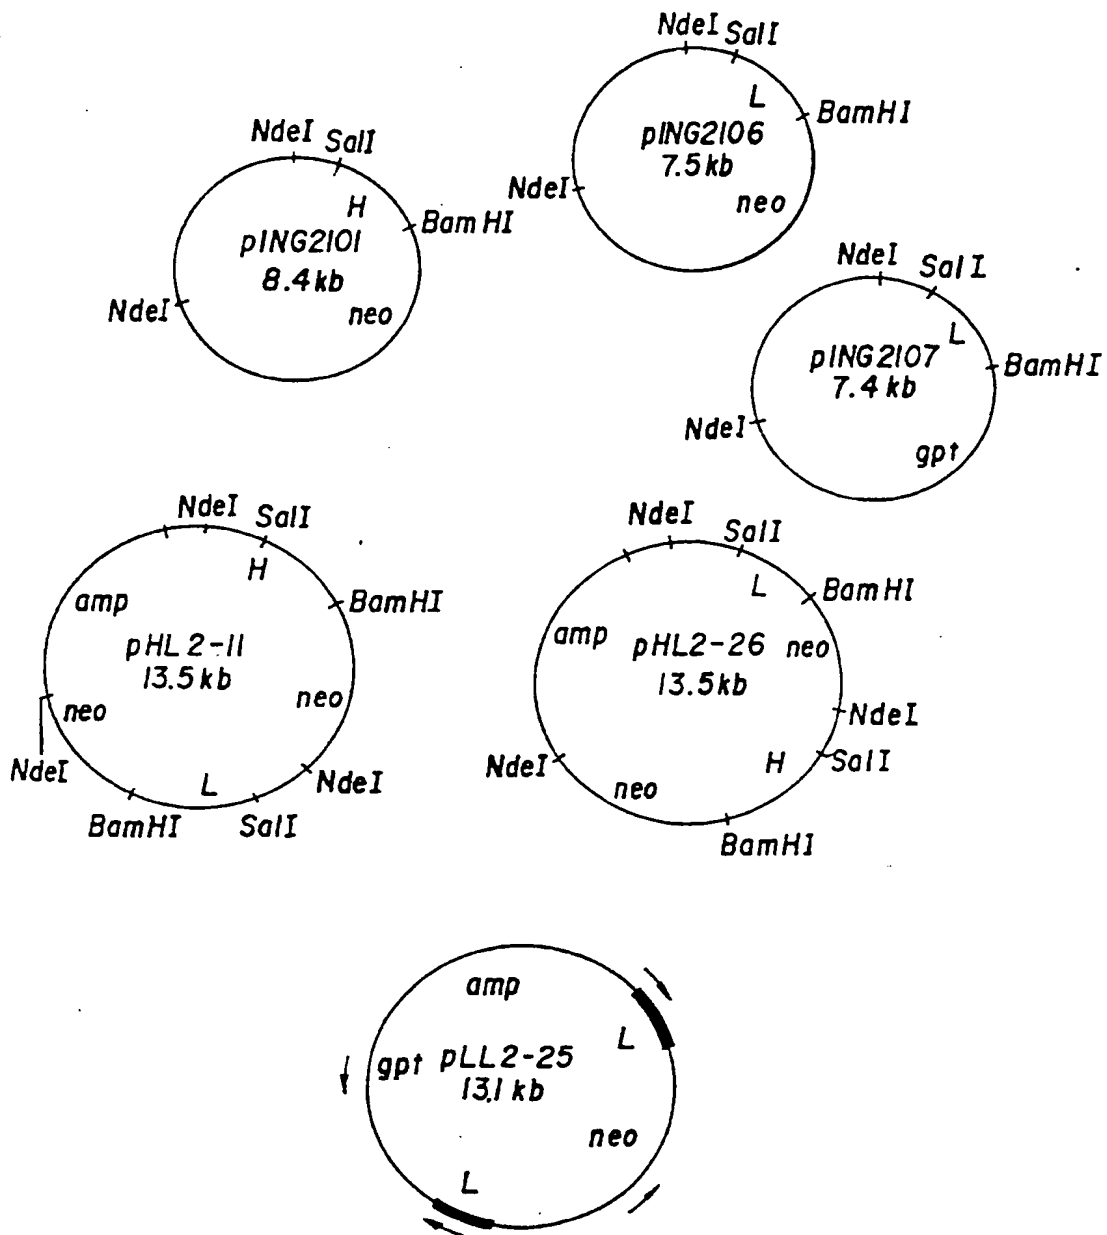 NdeI SalI
L
BamHI
pING2106
7.5kb
NdeI
neo
NdeI SalI
H
BamHI
pING2101
8.4kb
NdeI
neo
NdeI SalI
L
BamHI
pING2107
7.4kb
NdeI
gpt
NdeI SalI
H
BamHI
amp
pHL2-11
13.5kb
neo
neo
NdeI
L
NdeI
BamHI SalI
NdeI SalI
L
BamHI
amp
pHL2-26
neo
13.5kb
NdeI
SalI
H
NdeI
neo
BamHI
amp
L
gpt
pLL2-25
13.1kb
neo
L